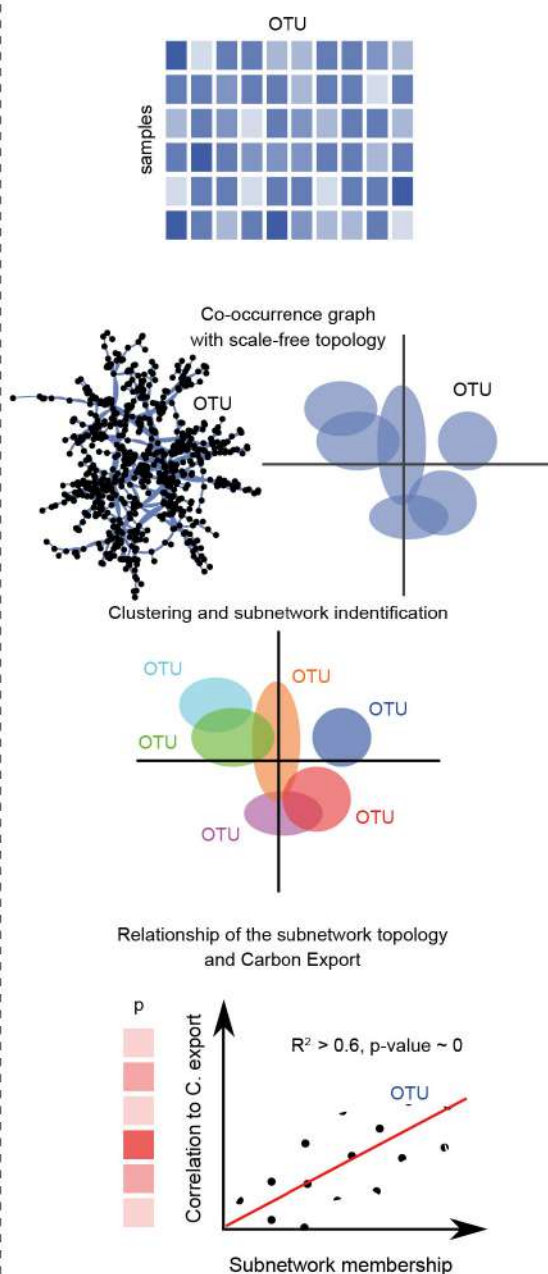 OTU
samples
Co-occurrence graph
with scale-free topology
OTU
OTU
Clustering and subnetwork indentification
OTU
OTU
OTU
OTU
OTU
OTU
Relationship of the subnetwork topology
and Carbon Export
p
Correlation to C. export
R² > 0.6, p-value ~ 0
OTU
Subnetwork membership